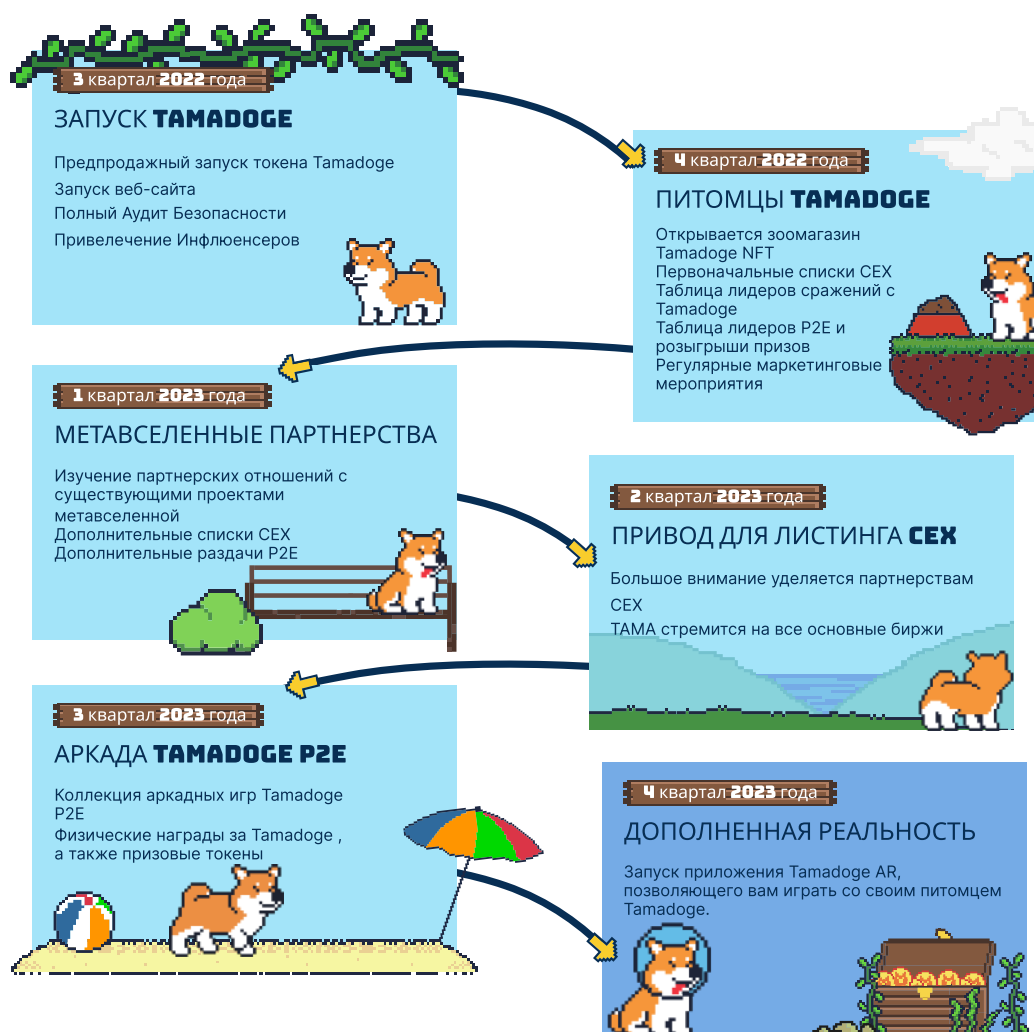 3 квартал 2022 года
ЗАПУСК TAMADOGE
Предпродажный запуск токена Tamadoge
Запуск веб-сайта
Полный Аудит Безопасности
Привелечение Инфлюенсеров
4 квартал 2022 года
ПИТОМЦЫ TAMADOGE
Открывается зоомагазин
Tamadoge NFT
Первоначальные списки CEX
Таблица лидеров сражений с
Tamadoge
Таблица лидеров P2E и
розыгрыши призов
Регулярные маркетинговые
мероприятия
1 квартал 2023 года
МЕТАВСЕЛЕННЫЕ ПАРТНЕРСТВА
Изучение партнерских отношений с
существующими проектами
метавселенной
Дополнительные списки CEX
Дополнительные раздачи P2E
2 квартал 2023 года
ПРИВОД ДЛЯ ЛИСТИНГА CEX
Большое внимание уделяется партнерствам
CEX
TAMA стремится на все основные биржи
3 квартал 2023 года
АРКАДА TAMADOGE P2E
Коллекция аркадных игр Tamadoge
P2E
Физические награды за Tamadoge ,
а также призовые токены
4 квартал 2023 года
ДОПОЛНЕННАЯ РЕАЛЬНОСТЬ
Запуск приложения Tamadoge AR,
позволяющего вам играть со своим питомцем
Tamadoge.